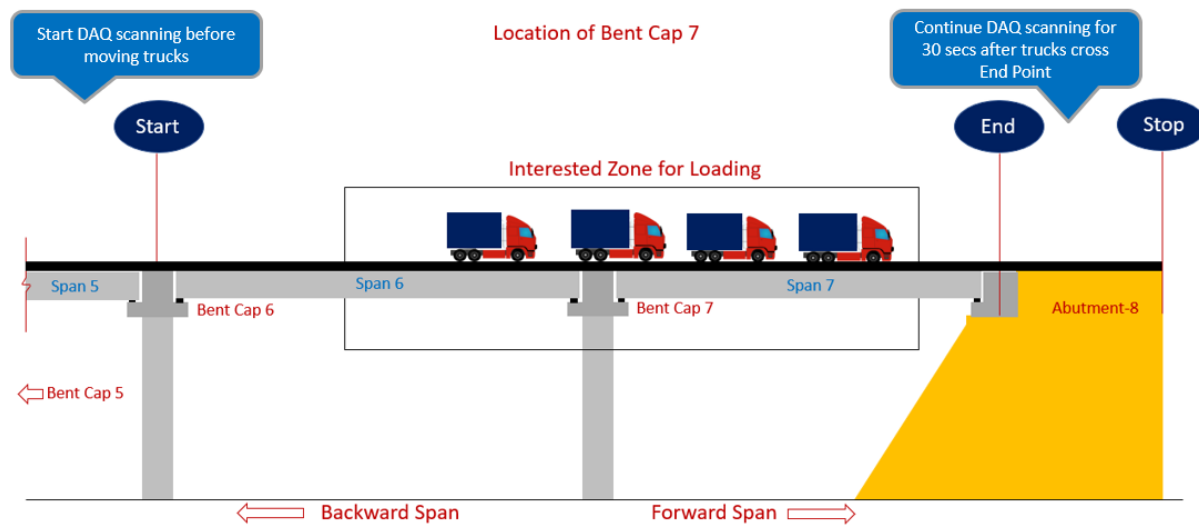 Start DAQ scanning before
moving trucks
Location of Bent Cap 7
Continue DAQ scanning for
30 secs after trucks cross
End Point
Start
End
Stop
Interested Zone for Loading
Span 5
Span 6
Span 7
Bent Cap 6
Bent Cap 7
Abutment-8
Bent Cap 5
Backward Span
Forward Span